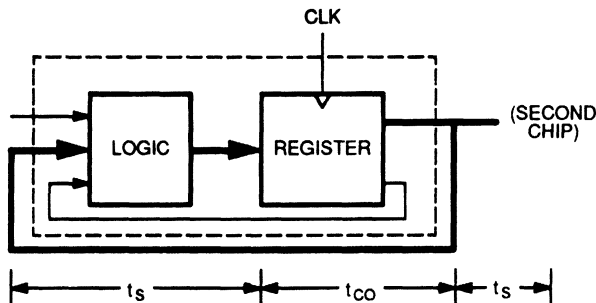 CLK
LOGIC
REGISTER
(SECOND
CHIP)
tS
tCO
tS